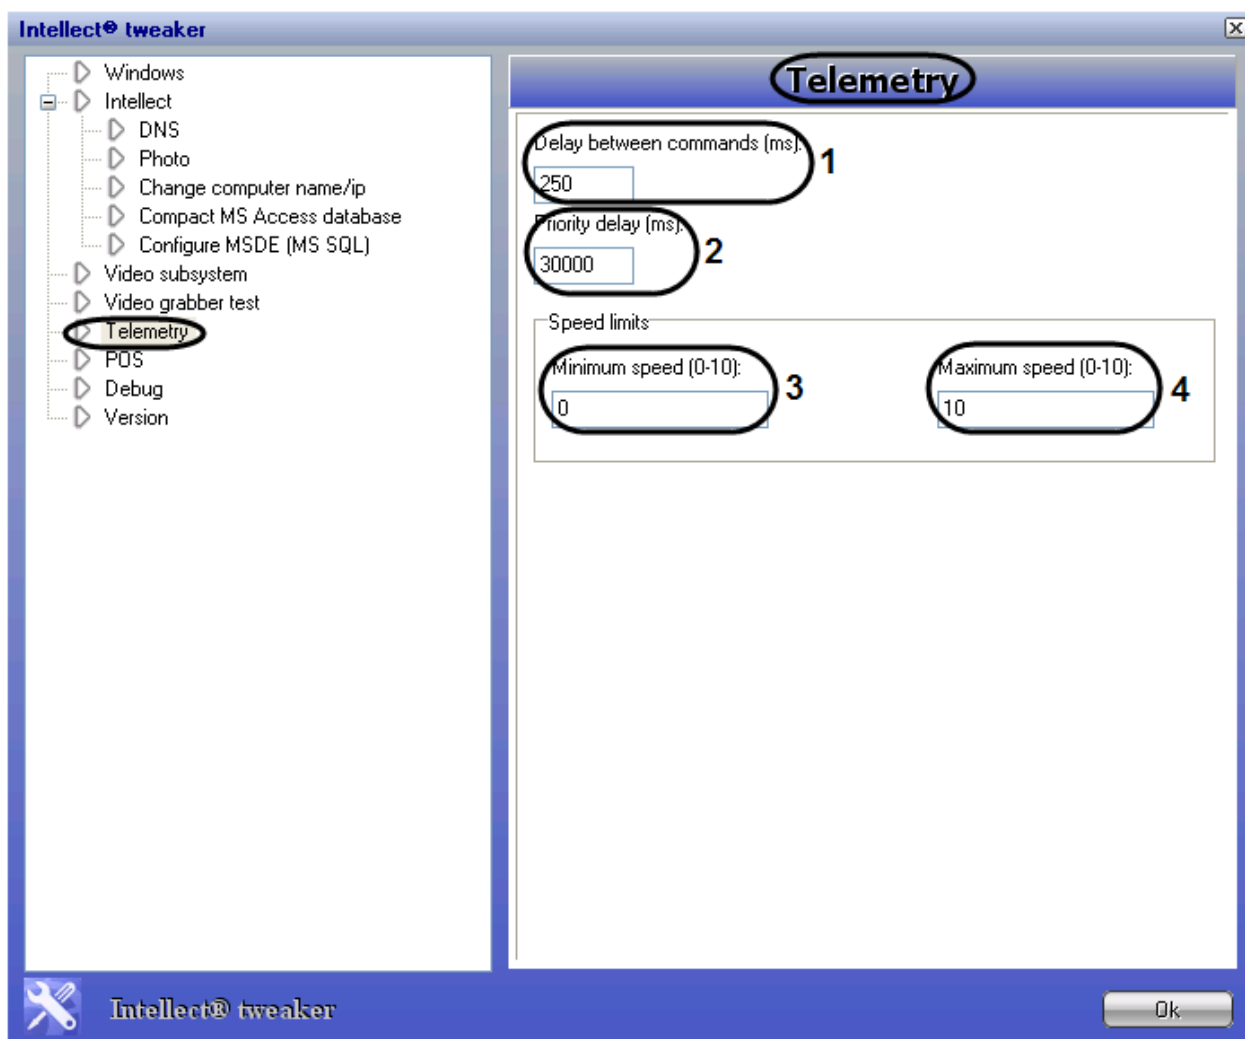 Intellect® tweaker
Windows
Intellect
DNS
Photo
Change computer name/ip
Compact MS Access database
Configure MSDE (MS SQL)
Video subsystem
Video grabber test
Telemetry
POS
Debug
Version
Telemetry
Delay between commands (ms):
1
250
Priority delay (ms):
2
30000
Speed limits
Minimum speed (0-10):
3
0
Maximum speed (0-10):
4
10
Intellect® tweaker
Ok